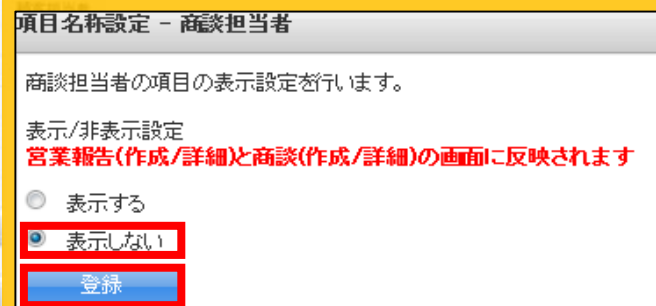 項目名称設定 - 商談担当者
商談担当者の項目の表示設定を行います。
表示/非表示設定
営業報告(作成/詳細)と商談(作成/詳細)の画面に反映されます
表示する
表示しない
登録